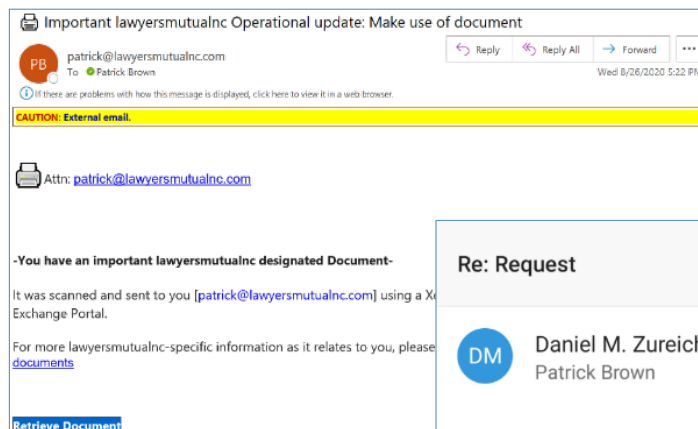 Important lawyersmutualnc Operational update: Make use of document
PB
patrick@lawyersmutualnc.com
To Patrick Brown
Reply
Reply All
Forward
Wed 8/26/2020 5:22 PM
If there are problems with how this message is displayed, click here to view it in a web browser.
CAUTION: External email.
Attn: patrick@lawyersmutualnc.com
-You have an important lawyersmutualnc designated Document-
It was scanned and sent to you [patrick@lawyersmutualnc.com] using a
Exchange Portal.
For more lawyersmutualnc-specific information as it relates to you, please
documents
Retrieve Document
Re: Request
DM
Daniel M. Zureich
Patrick Brown